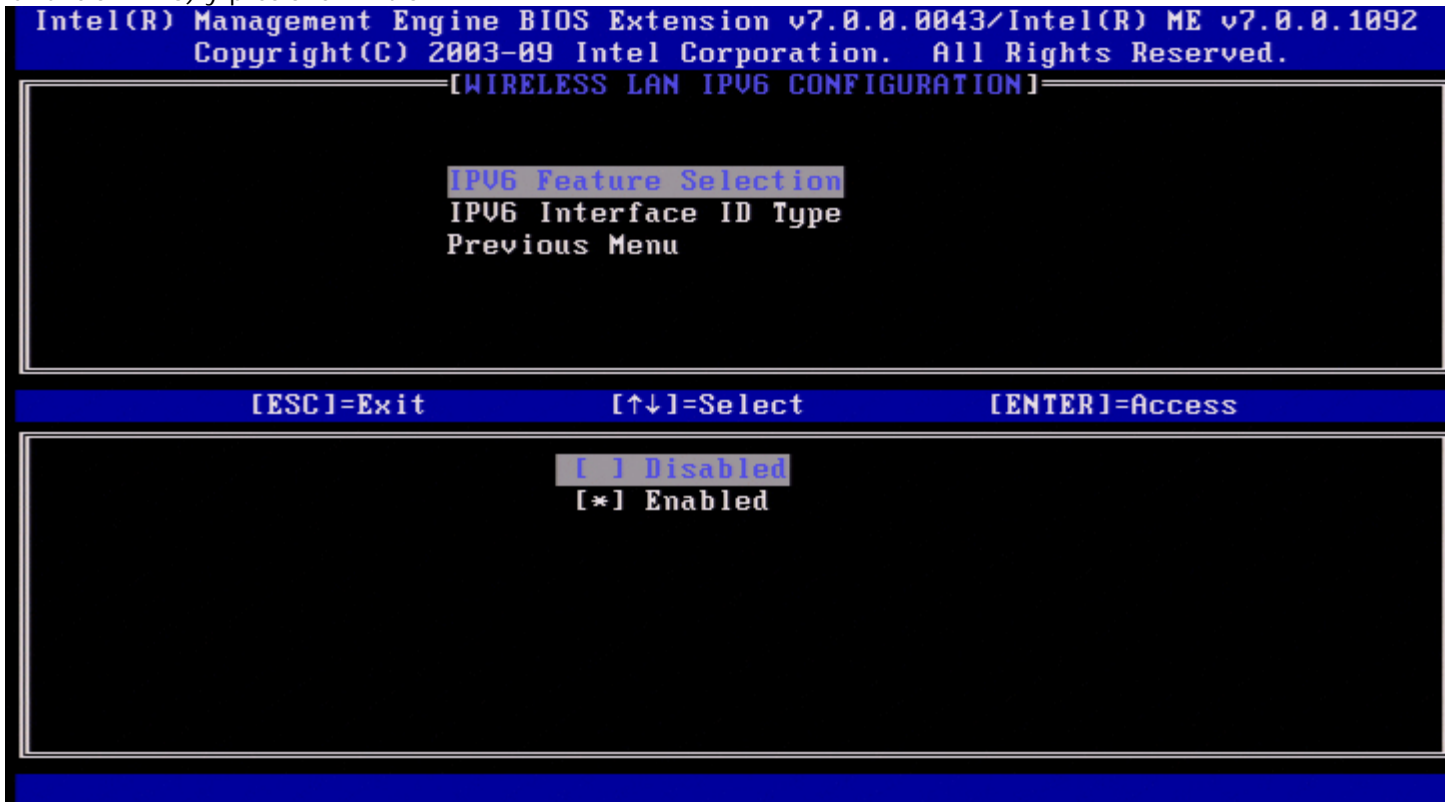 Intel(R) Management Engine BIOS Extension v7.0.0.0043/Intel(R) ME v7.0.0.1092
Copyright(C) 2003-09 Intel Corporation. All Rights Reserved.
[WIRELESS LAN IPV6 CONFIGURATION]
IPV6 Feature Selection
IPV6 Interface ID Type
Previous Menu
[ESC]=Exit [↑↓]=Select [ENTER]=Access
[ ] Disabled
[*] Enabled